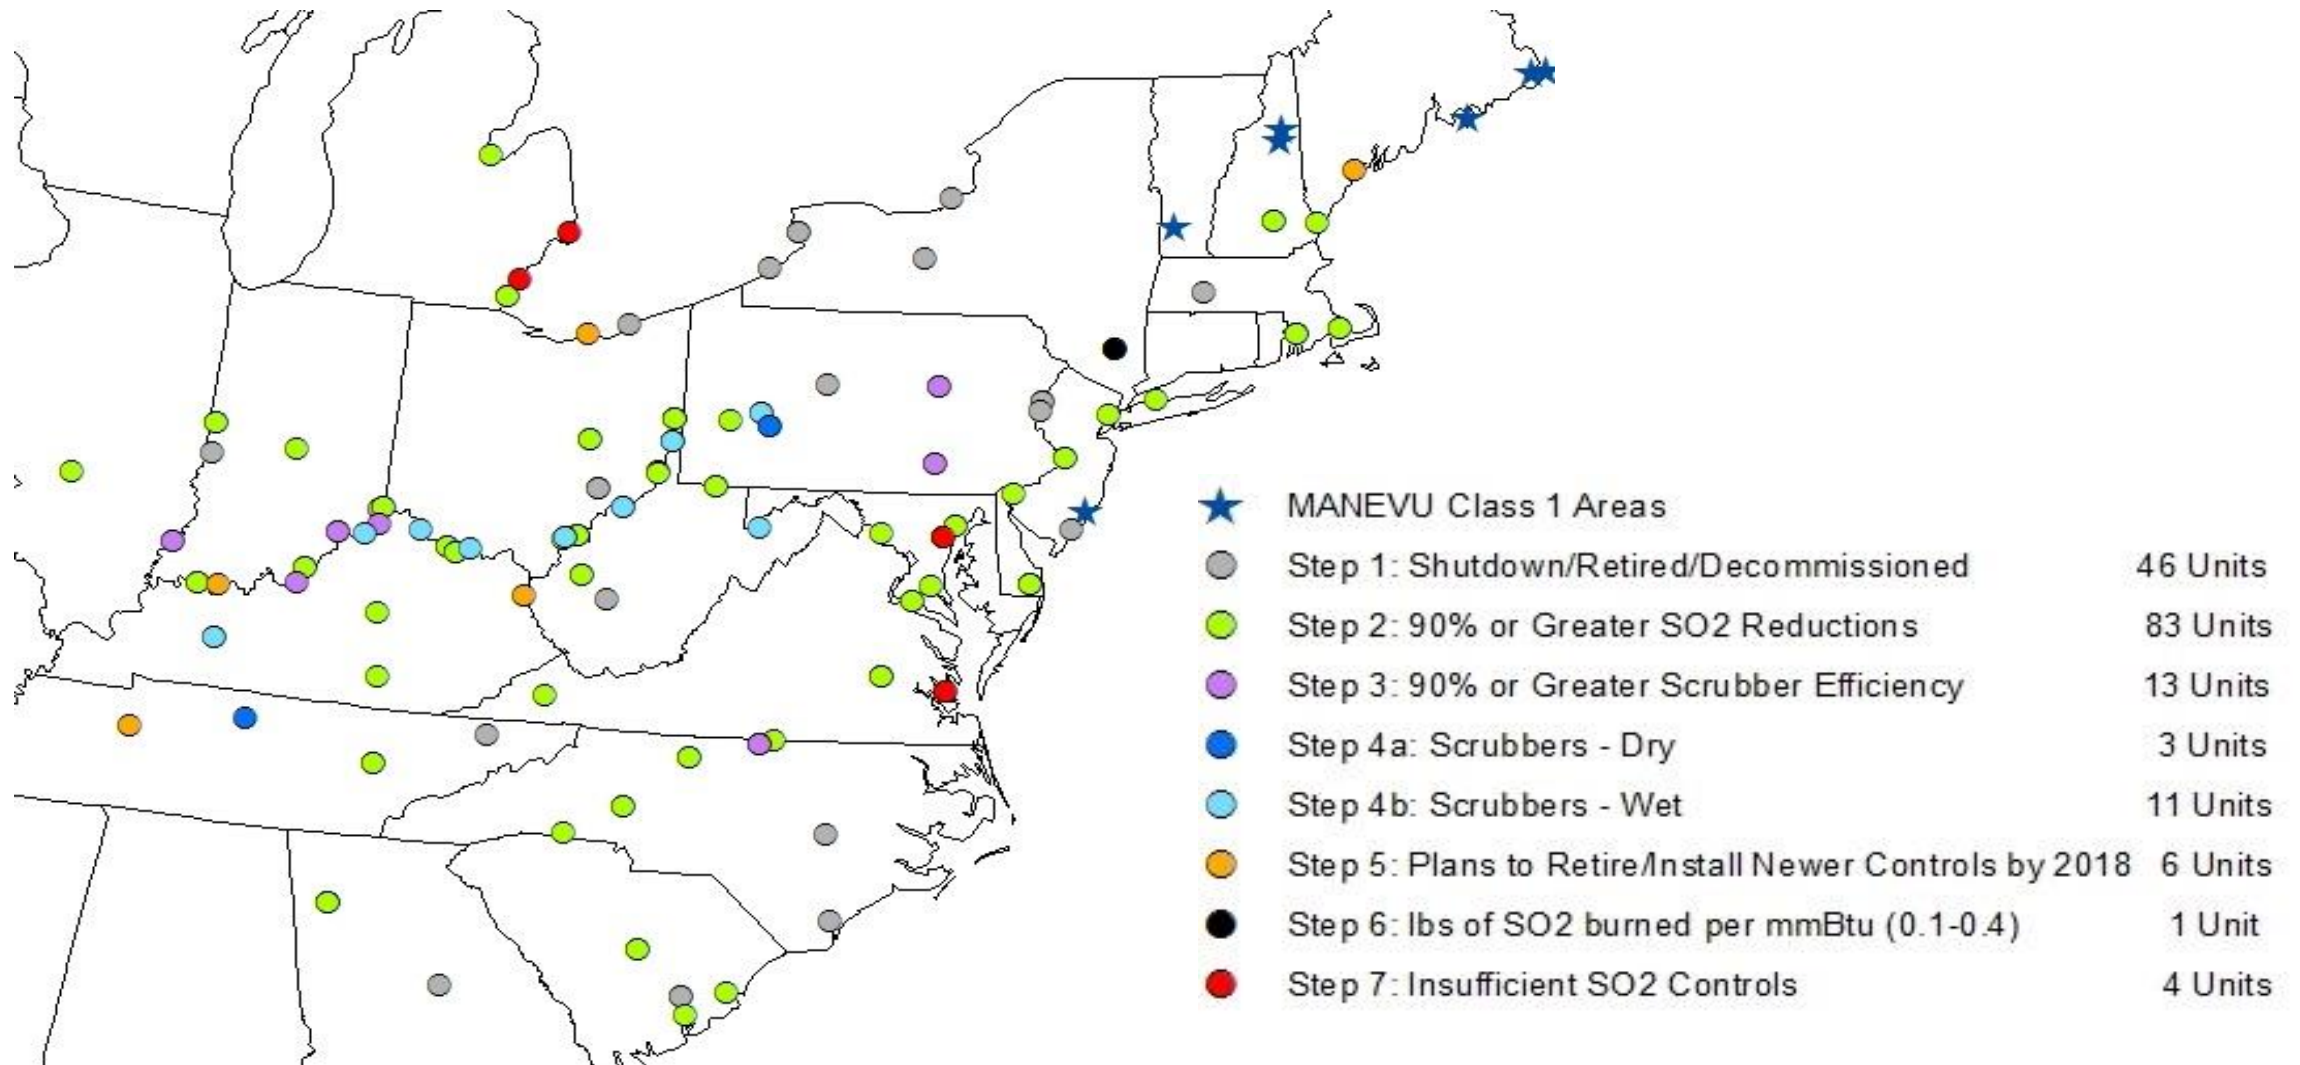 MANEVU Class 1 Areas
Step 1: Shutdown/Retired/Decommissioned 46 Units
Step 2: 90% or Greater SO2 Reductions 83 Units
Step 3: 90% or Greater Scrubber Efficiency 13 Units
Step 4a: Scrubbers - Dry 3 Units
Step 4b: Scrubbers - Wet 11 Units
Step 5: Plans to Retire/Install Newer Controls by 2018 6 Units
Step 6: lbs of SO2 burned per mmBtu (0.1-0.4) 1 Unit
Step 7: Insufficient SO2 Controls 4 Units